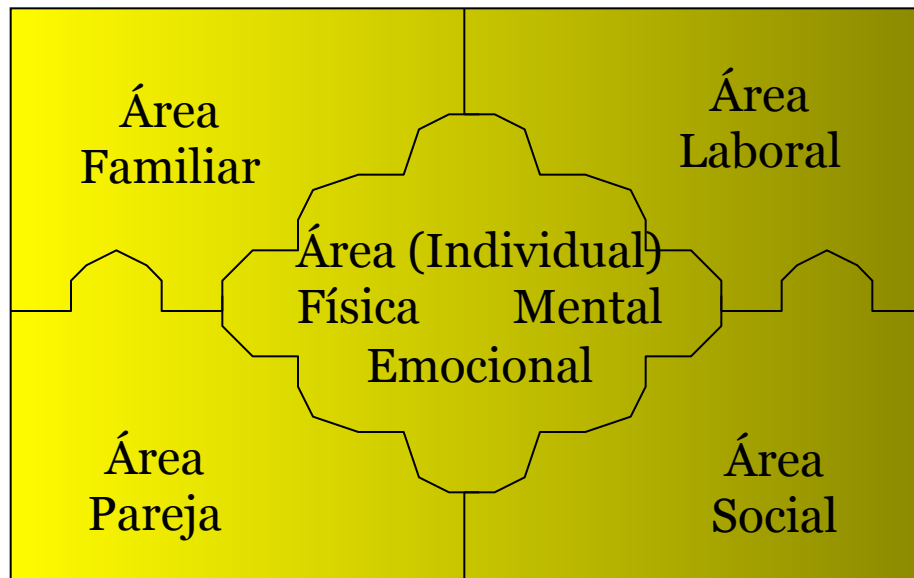 Área
Familiar
Área
Laboral
Área (Individual)
Física Mental
Emocional
Área
Pareja
Área
Social